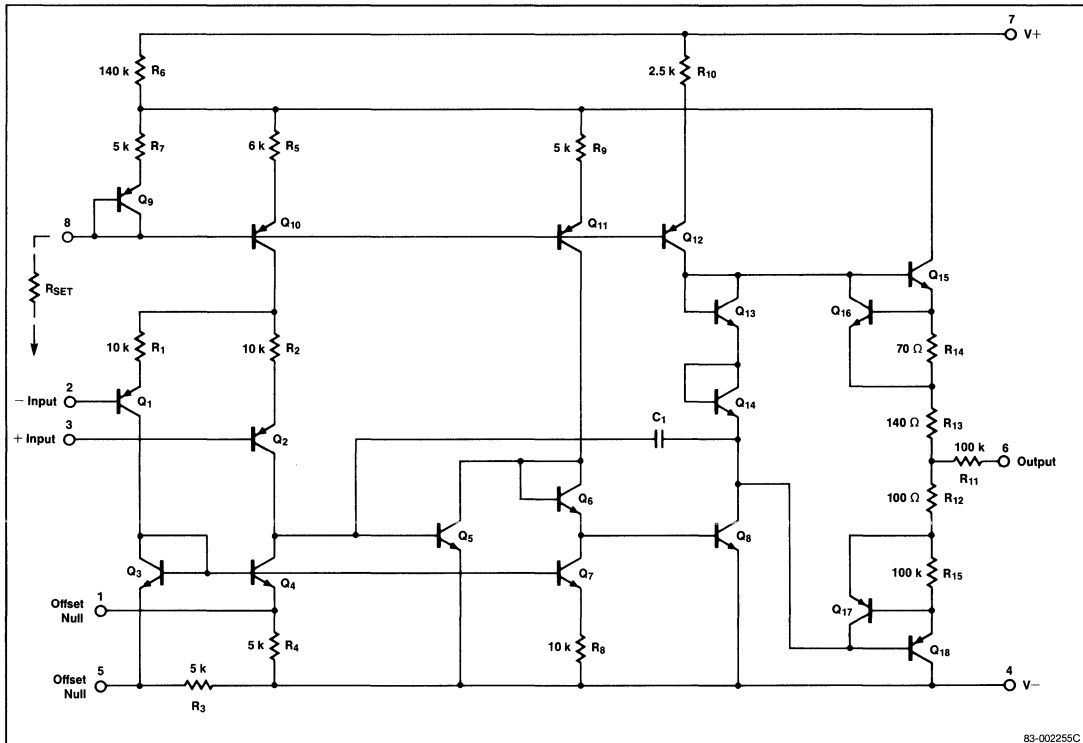 7
V+
140 k R6
2.5 k R10
5 k R7
6 k R5
5 k R9
Q9
8
Q10
Q11
Q12
Q15
RSET
Q13
Q16
10 k R1
10 k R2
70 Ω R14
2
− Input
Q1
Q14
3
+ Input
Q2
C1
140 Ω R13
6
100 k
Output
R11
Q6
100 Ω R12
Q5
Q8
Q3
Q4
Q7
100 k R15
1
Offset
Null
Q17
5 k R4
10 k R8
Q18
5
Offset
Null
5 k
R3
4
V−
83-002255C